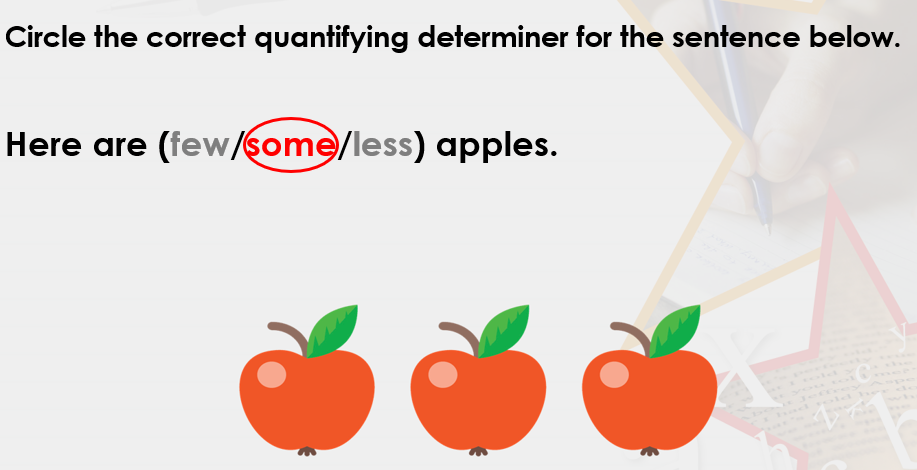 Circle the correct quantifying determiner for the sentence below.
Here are (few/some/less) apples.